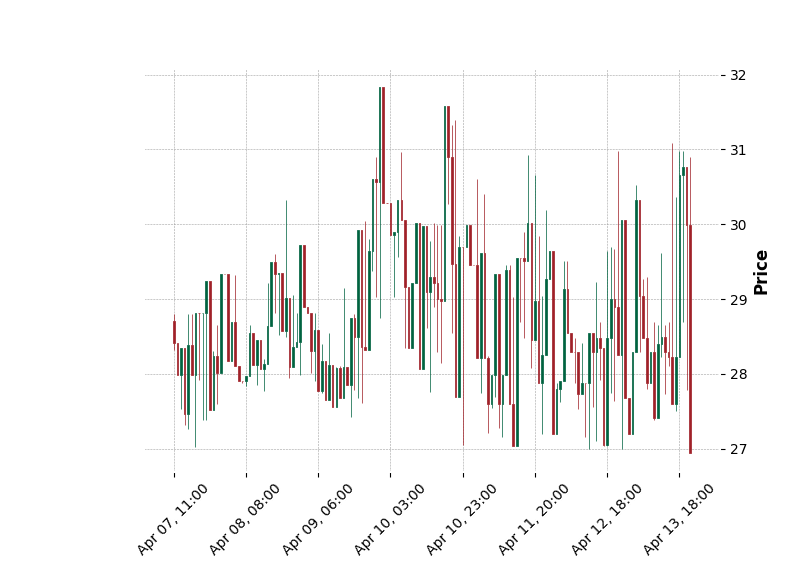 32
31
30
29
28
27
Price
Apr 07, 11:00
Apr 08, 08:00
Apr 09, 06:00
Apr 10, 03:00
Apr 10, 23:00
Apr 11, 20:00
Apr 12, 18:00
Apr 13, 18:00